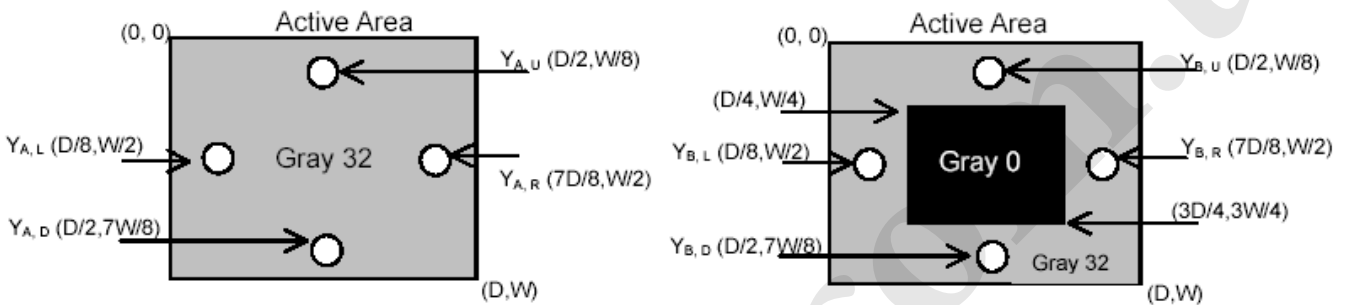 Active Area
(0, 0)
YA, U (D/2,W/8)
YA, L (D/8,W/2)
Gray 32
YA, R (7D/8,W/2)
YA, D (D/2,7W/8)
(D,W)
Active Area
(0, 0)
YB, U (D/2,W/8)
(D/4,W/4)
YB, L (D/8,W/2)
Gray 0
YB, R (7D/8,W/2)
(3D/4,3W/4)
YB, D (D/2,7W/8)
Gray 32
(D,W)